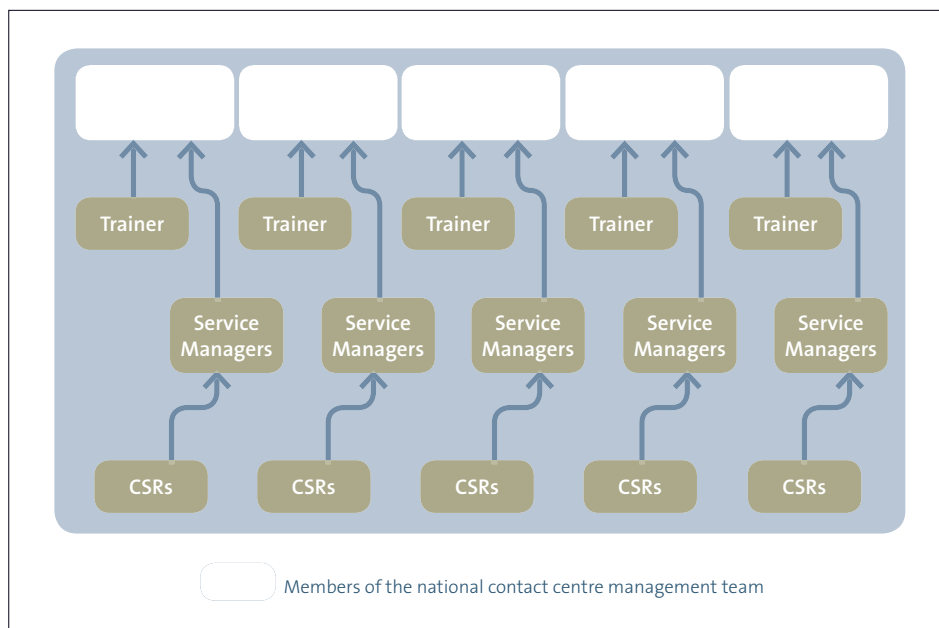 Trainer
Trainer
Trainer
Trainer
Trainer
Service
Managers
Service
Managers
Service
Managers
Service
Managers
Service
Managers
CSRs
CSRs
CSRs
CSRs
CSRs
Members of the national contact centre management team